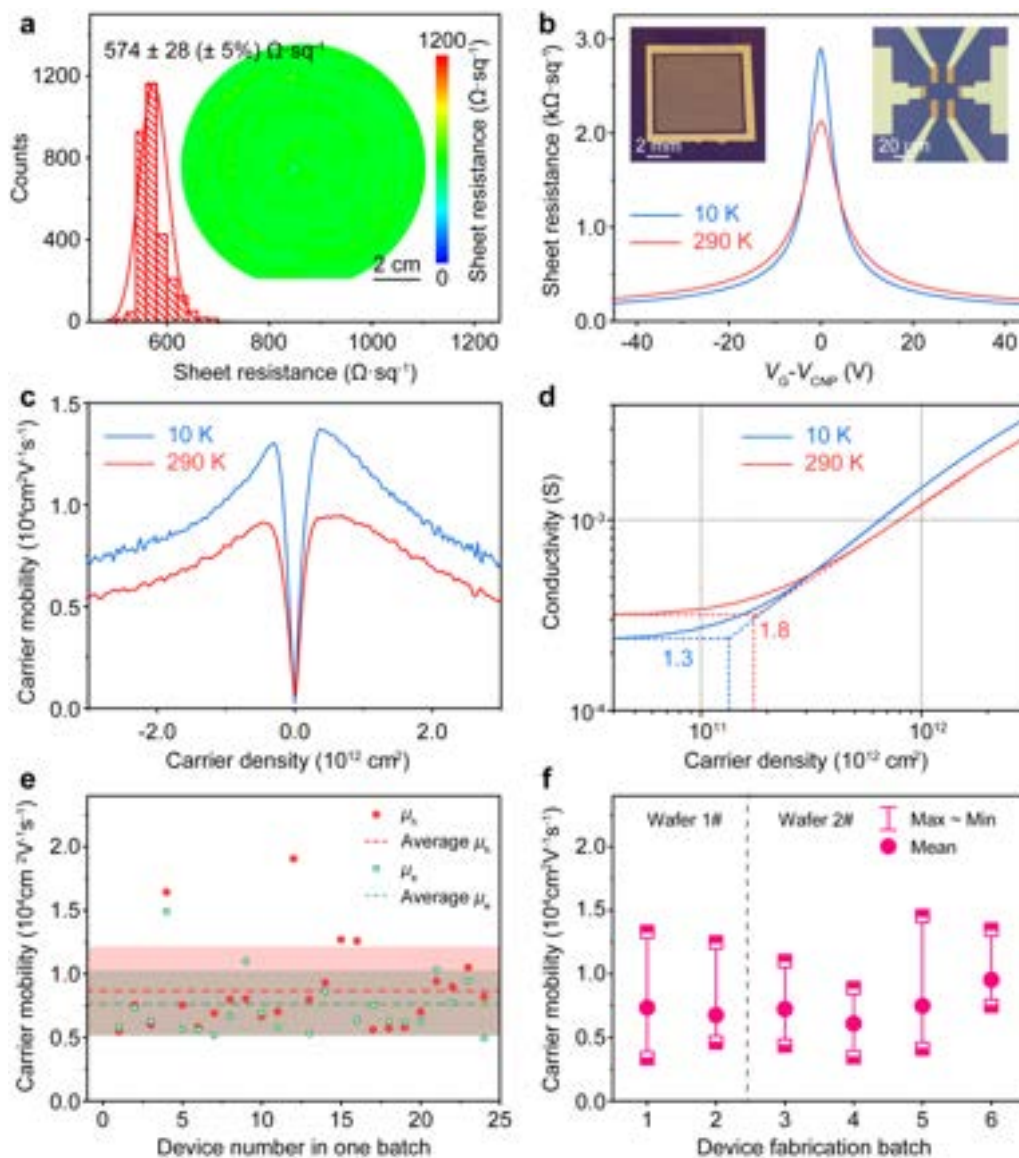 a
574 ± 28 (± 5%) Ω·sq⁻¹
1200
0
Sheet resistance (Ω·sq⁻¹)
2 cm
Counts
1200
800
400
0
600
800
1000
1200
Sheet resistance (Ω·sq⁻¹)
b
Sheet resistance (kΩ·sq⁻¹)
3.0
2.0
1.0
0.0
2 mm
20 μm
10 K
290 K
-40
-20
0
20
40
V_G-V_CNP (V)
c
Carrier mobility (10⁴cm²V⁻¹s⁻¹)
1.5
1.0
0.5
0.0
10 K
290 K
-2.0
0.0
2.0
Carrier density (10¹² cm²)
d
Conductivity (S)
10 K
290 K
10⁻³
10⁻⁴
1.8
1.3
10¹¹
10¹²
Carrier density (10¹² cm²)
e
Carrier mobility (10⁴cm²V⁻¹s⁻¹)
2.0
1.5
1.0
0.5
0.0
μₕ
Average μₕ
μₑ
Average μₑ
0
5
10
15
20
25
Device number in one batch
f
Carrier mobility (10⁴cm²V⁻¹s⁻¹)
2.0
1.5
1.0
0.5
0.0
Wafer 1#
Wafer 2#
Max ~ Min
Mean
1
2
3
4
5
6
Device fabrication batch